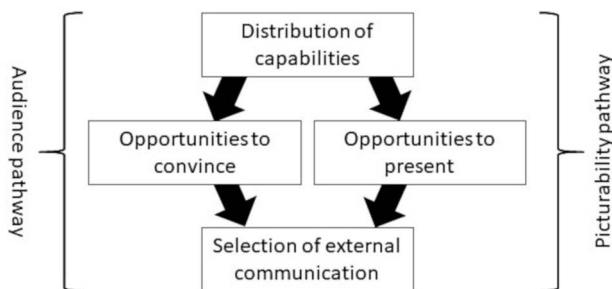 Distribution of
capabilities
Audience pathway
Opportunities to
convince
Opportunities to
present
Picturability pathway
Selection of external
communication